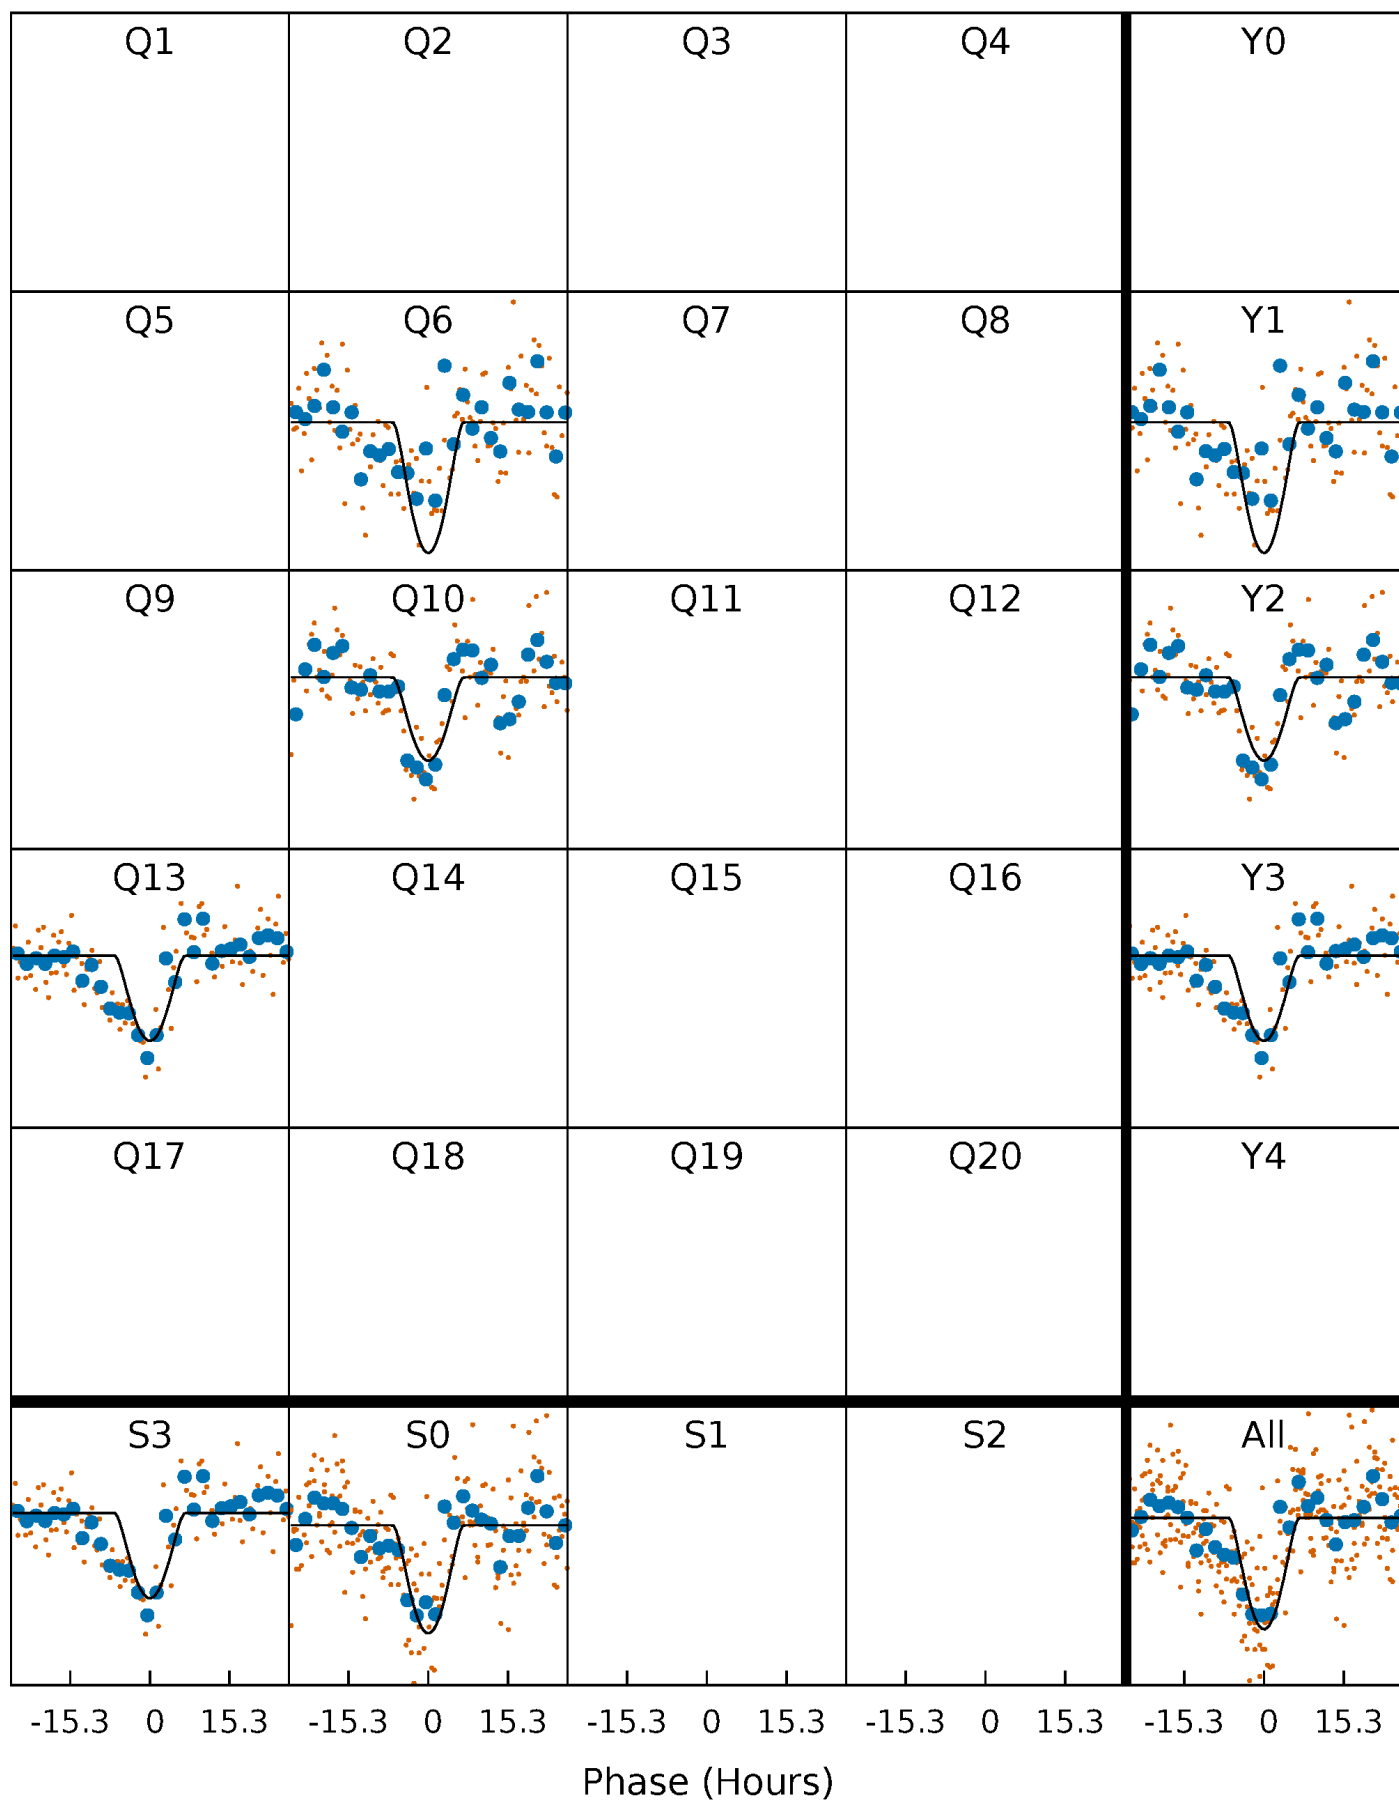 Q1 Q2 Q3 Q4 Y0
Q5 Q6 Q7 Q8 Y1
Q9 Q10 Q11 Q12 Y2
Q13 Q14 Q15 Q16 Y3
Q17 Q18 Q19 Q20 Y4
S3 S0 S1 S2 All
-15.3 0 15.3 -15.3 0 15.3 -15.3 0 15.3 -15.3 0 15.3 -15.3 0 15.3
Phase (Hours)